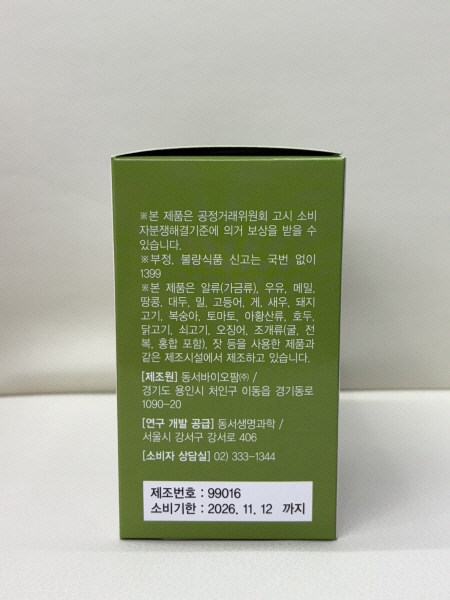 ※본 제품은 공정거래위원회 고시 소비
자분쟁해결기준에 의거 보상을 받을 수
있습니다.
※부정, 불량식품 신고는 국번 없이
1399
※본 제품은 알류(가금류), 우유, 메밀,
땅콩, 대두, 밀, 고등어, 게, 새우, 돼지
고기, 복숭아, 토마토, 아황산류, 호두,
닭고기, 쇠고기, 오징어, 조개류(굴, 전
복, 홍합 포함), 잣 등을 사용한 제품과
같은 제조시설에서 제조하고 있습니다.
[제조원] 동서바이오팜㈜ /
경기도 용인시 처인구 이동읍 경기동로
1090-20
[연구 개발 공급] 동서생명과학 /
서울시 강서구 강서로 406
[소비자 상담실] 02) 333-1344
제조번호 : 99016
소비기한 : 2026. 11. 12 까지